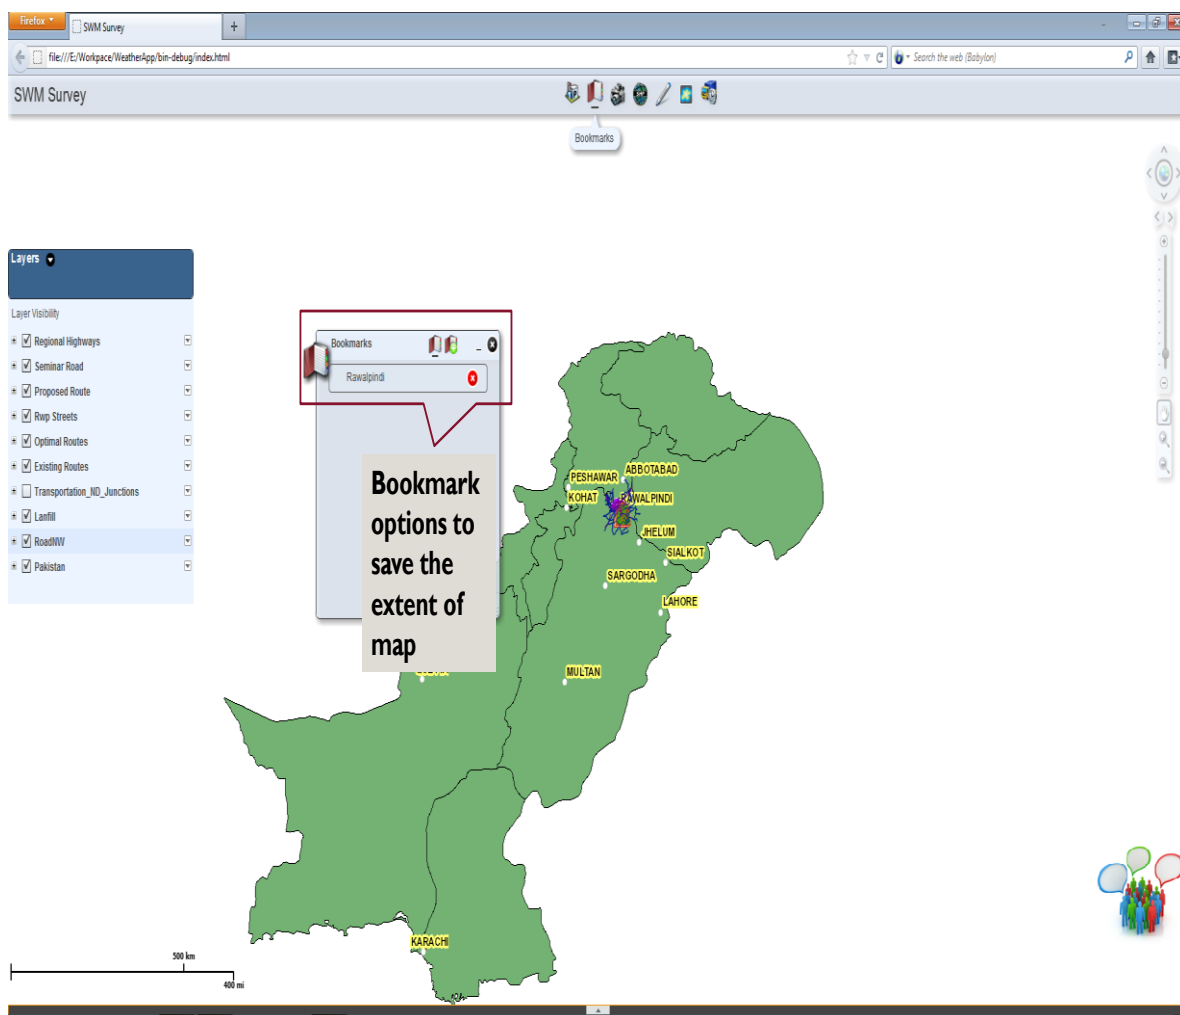 Firefox
SWM Survey
+
file:///E:/Workpace/WeatherApp/bin-debug/index.html
Search the web (Babylon)
SWM Survey
Bookmarks
Layers
Layer Visibility
Regional Highways
Seminar Road
Proposed Route
Rwp Streets
Optimal Routes
Existing Routes
Transportation_ND_Junctions
Lanfill
RoadNW
Pakistan
Bookmarks
Rawalpindi
Bookmark
options to
save the
extent of
map
ABBOTABAD
PESHAWAR
KOHAT
JHELUM
SIALKOT
SARGODHA
LAHORE
MULTAN
KARACHI
500 km
400 mi